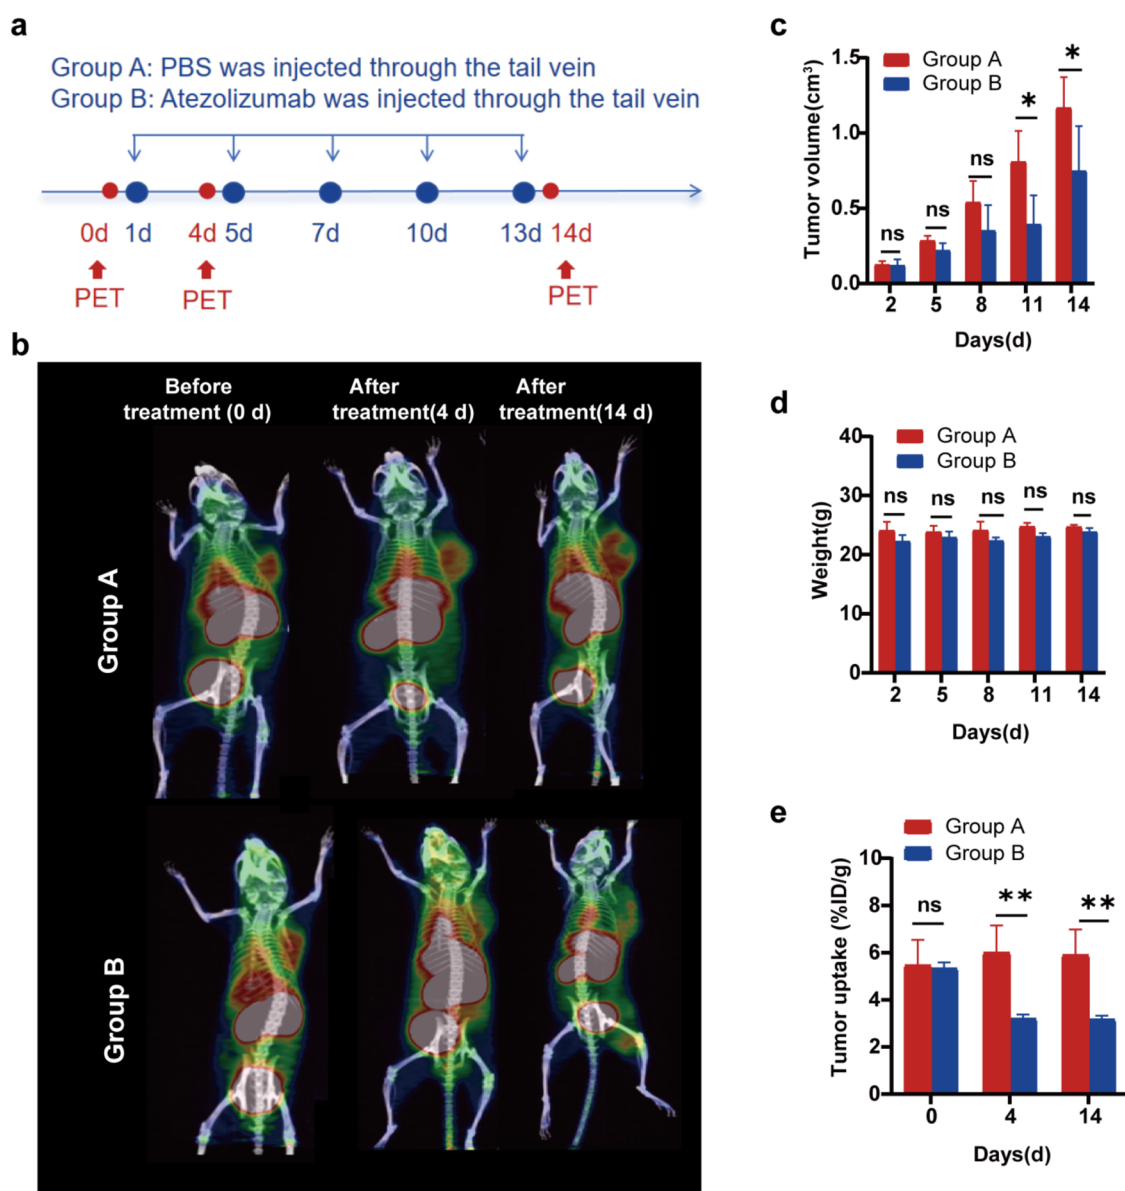 a
Group A: PBS was injected through the tail vein
Group B: Atezolizumab was injected through the tail vein
0d 1d 4d 5d 7d 10d 13d 14d
PET PET PET
b
Before treatment (0 d)
After treatment(4 d)
After treatment(14 d)
Group A
Group B
c
Group A
Group B
Tumor volume(cm³)
1.5
1.0
0.5
0.0
ns ns ns * *
2 5 8 11 14
Days(d)
d
Group A
Group B
Weight(g)
40
30
20
10
0
ns ns ns ns ns
2 5 8 11 14
Days(d)
e
Group A
Group B
Tumor uptake (%ID/g)
10
8
6
4
2
0
ns ** **
0 4 14
Days(d)